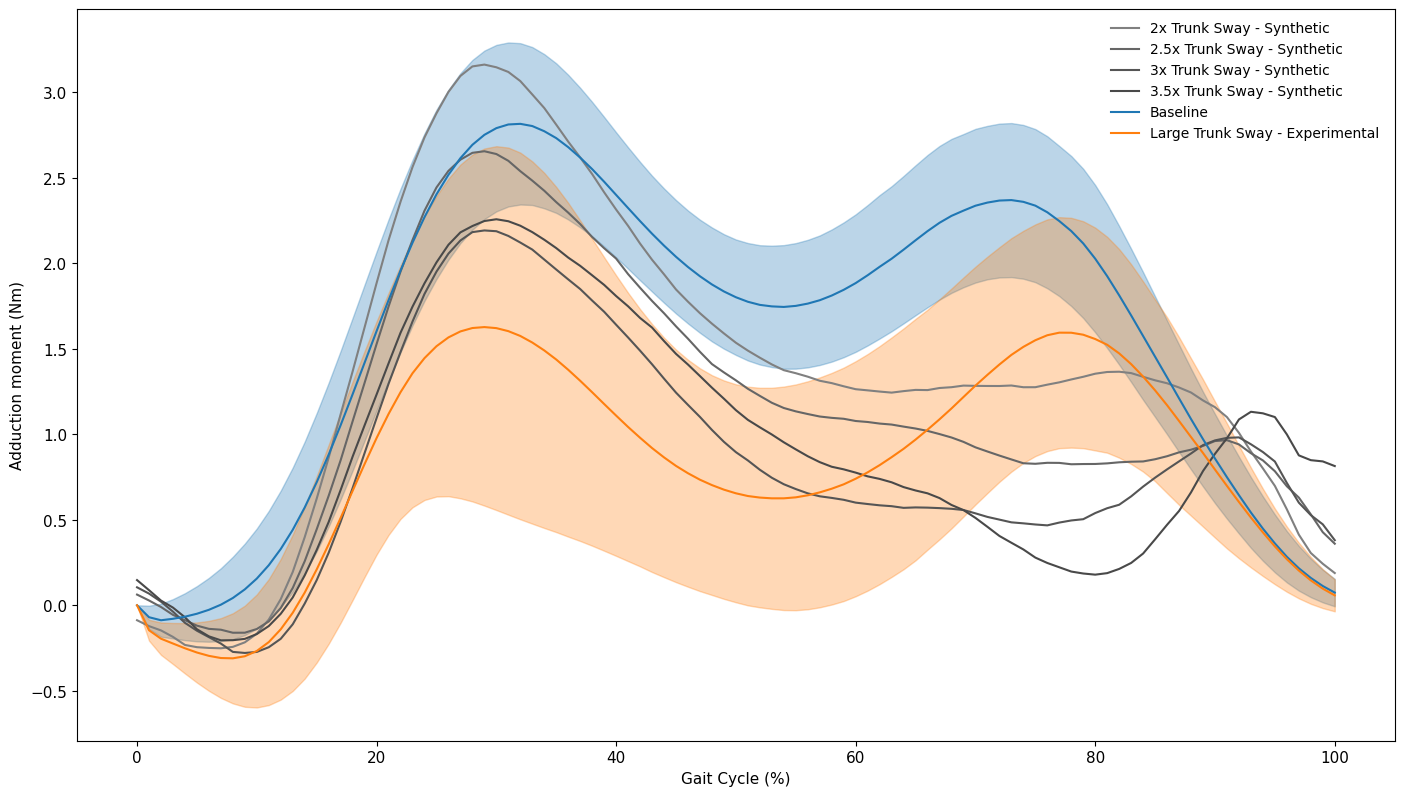 2x Trunk Sway - Synthetic
2.5x Trunk Sway - Synthetic
3x Trunk Sway - Synthetic
3.5x Trunk Sway - Synthetic
Baseline
Large Trunk Sway - Experimental
Adduction moment (Nm)
3.0
2.5
2.0
1.5
1.0
0.5
0.0
−0.5
0 20 40 60 80 100
Gait Cycle (%)